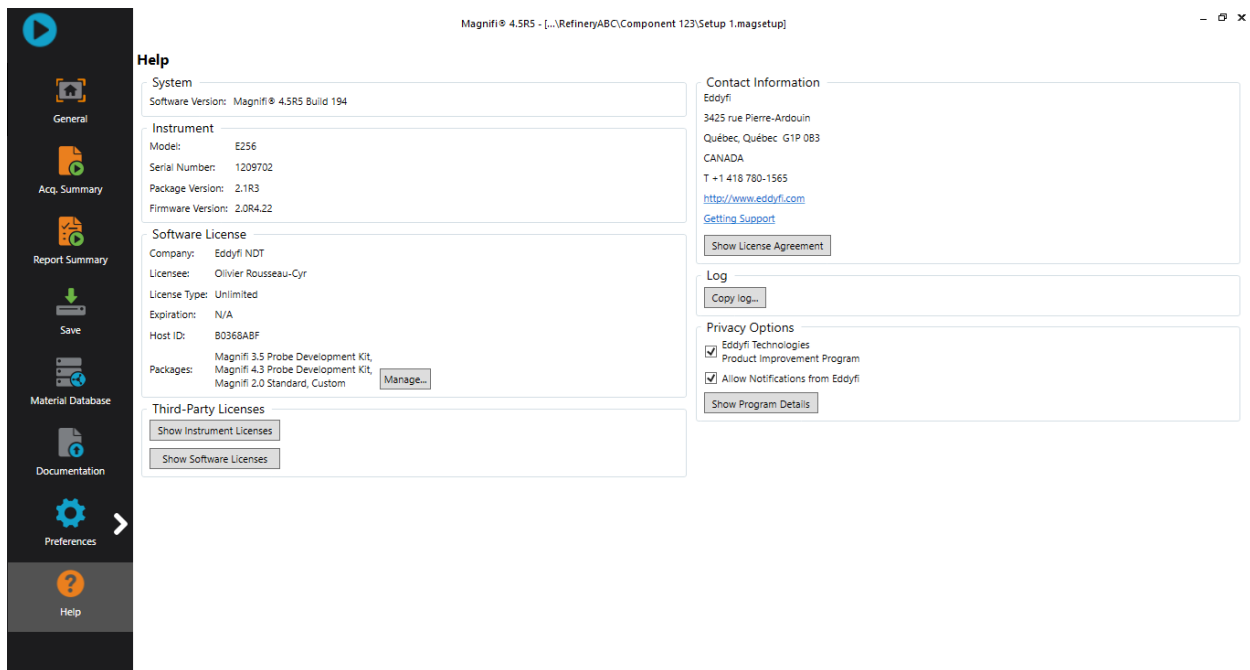 Magnifi® 4.5R5 - [...\RefineryABC\Component 123\Setup 1.magsetup]
General
Acq. Summary
Report Summary
Save
Material Database
Documentation
Preferences
Help
Help
System
Software Version: Magnifi® 4.5R5 Build 194
Instrument
Model: E256
Serial Number: 1209702
Package Version: 2.1R3
Firmware Version: 2.0R4.22
Software License
Company: Eddyfi NDT
Licensee: Olivier Rousseau-Cyr
License Type: Unlimited
Expiration: N/A
Host ID: B0368ABF
Packages: Magnifi 3.5 Probe Development Kit,
Magnifi 4.3 Probe Development Kit,
Magnifi 2.0 Standard, Custom
Manage...
Third-Party Licenses
Show Instrument Licenses
Show Software Licenses
Contact Information
Eddyfi
3425 rue Pierre-Ardouin
Québec, Québec G1P 0B3
CANADA
T +1 418 780-1565
http://www.eddyfi.com
Getting Support
Show License Agreement
Log
Copy log...
Privacy Options
Eddyfi Technologies
Product Improvement Program
Allow Notifications from Eddyfi
Show Program Details